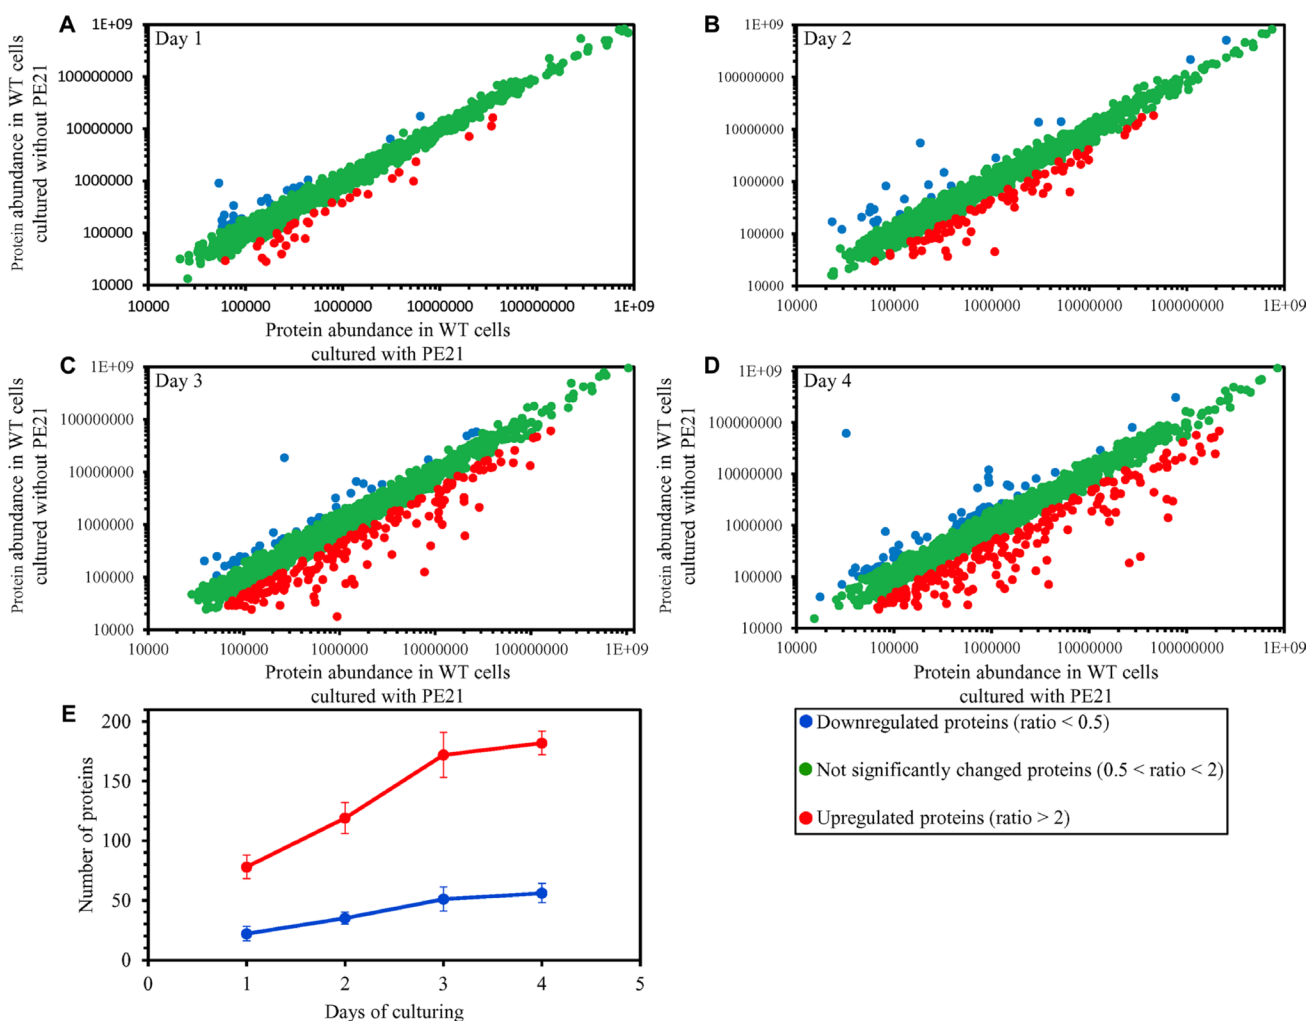 A
Day 1
Protein abundance in WT cells
cultured without PE21
1E+09
100000000
10000000
1000000
100000
10000
10000 100000 1000000 10000000 100000000 1E+09
Protein abundance in WT cells
cultured with PE21
B
Day 2
1E+09
100000000
10000000
1000000
100000
10000
10000 100000 1000000 10000000 100000000 1E+09
C
Day 3
Protein abundance in WT cells
cultured without PE21
1E+09
100000000
10000000
1000000
100000
10000
10000 100000 1000000 10000000 100000000 1E+09
Protein abundance in WT cells
cultured with PE21
D
Day 4
Protein abundance in WT cells
cultured without PE21
1E+09
100000000
10000000
1000000
100000
10000
10000 100000 1000000 10000000 100000000 1E+09
Protein abundance in WT cells
cultured with PE21
E
Number of proteins
200
150
100
50
0
0 1 2 3 4 5
Days of culturing
Downregulated proteins (ratio < 0.5)
Not significantly changed proteins (0.5 < ratio < 2)
Upregulated proteins (ratio > 2)